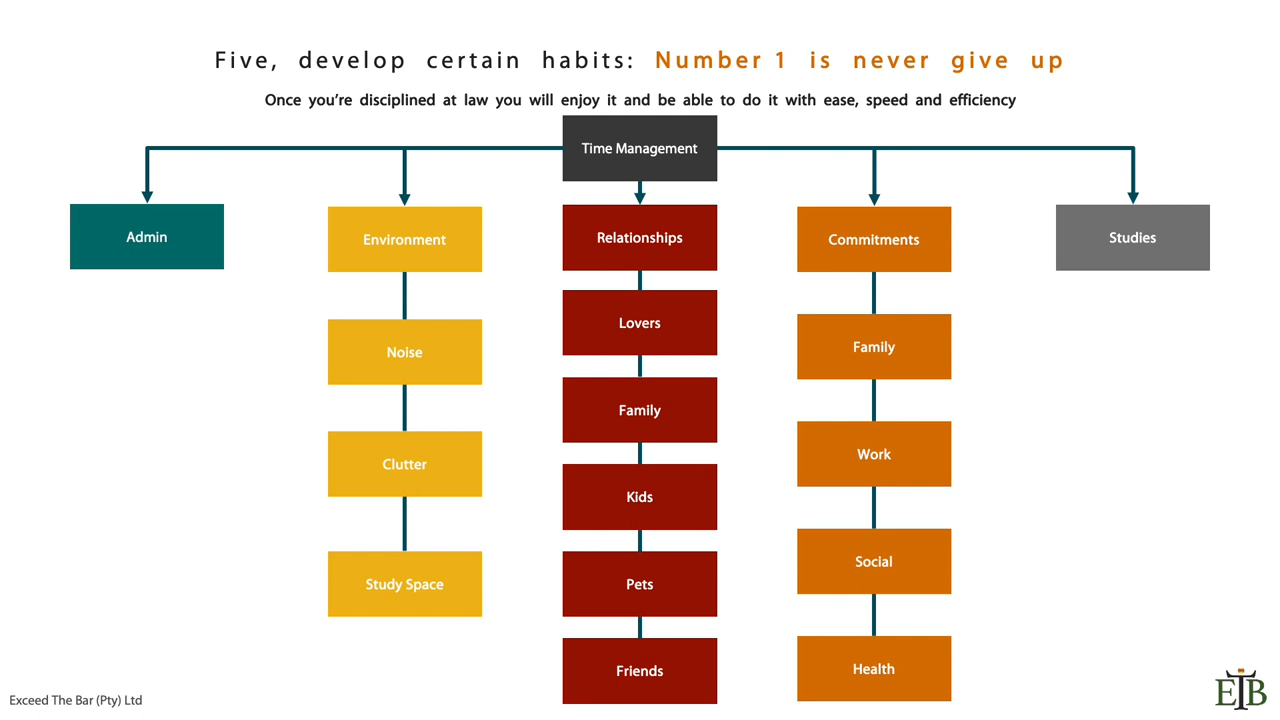 Five, develop certain habits: Number 1 is never give up
Once you're disciplined at law you will enjoy it and be able to do it with ease, speed and efficiency
Time Management
Admin
Environment
Noise
Clutter
Study Space
Relationships
Lovers
Family
Kids
Pets
Friends
Commitments
Family
Work
Social
Health
Studies
Exceed The Bar (Pty) Ltd
ETB